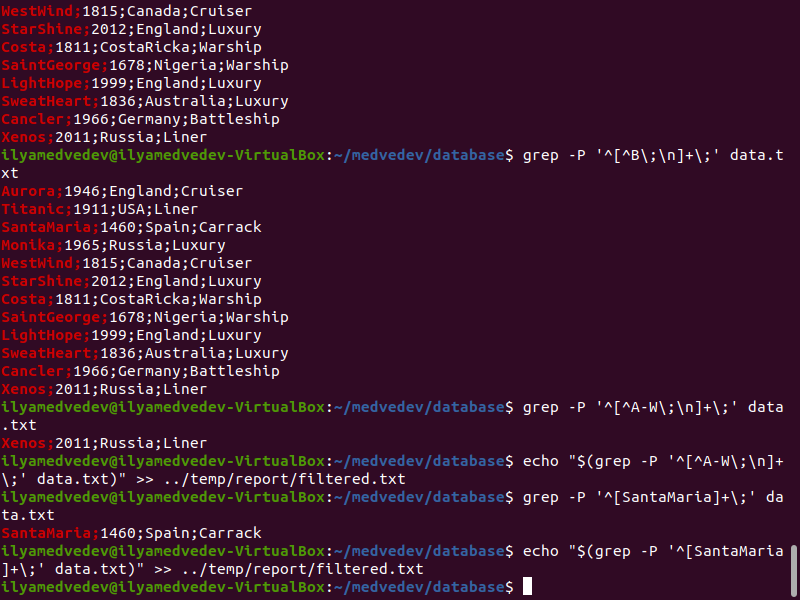 WestWind;1815;Canada;Cruiser
StarShine;2012;England;Luxury
Costa;1811;CostaRicka;Warship
SaintGeorge;1678;Nigeria;Warship
LightHope;1999;England;Luxury
SweatHeart;1836;Australia;Luxury
Cancler;1966;Germany;Battleship
Xenos;2011;Russia;Liner
ilyamedvedev@ilyamedvedev-VirtualBox:~/medvedev/database$ grep -P '^[^B\;\n]+\;' data.t
xt
Aurora;1946;England;Cruiser
Titanic;1911;USA;Liner
SantaMaria;1460;Spain;Carrack
Monika;1965;Russia;Luxury
WestWind;1815;Canada;Cruiser
StarShine;2012;England;Luxury
Costa;1811;CostaRicka;Warship
SaintGeorge;1678;Nigeria;Warship
LightHope;1999;England;Luxury
SweatHeart;1836;Australia;Luxury
Cancler;1966;Germany;Battleship
Xenos;2011;Russia;Liner
ilyamedvedev@ilyamedvedev-VirtualBox:~/medvedev/database$ grep -P '^[^A-W\;\n]+\;' data
.txt
Xenos;2011;Russia;Liner
ilyamedvedev@ilyamedvedev-VirtualBox:~/medvedev/database$ echo "$(grep -P '^[^A-W\;\n]+
\;' data.txt)" >> ../temp/report/filtered.txt
ilyamedvedev@ilyamedvedev-VirtualBox:~/medvedev/database$ grep -P '^[SantaMaria]+\;' da
ta.txt
SantaMaria;1460;Spain;Carrack
ilyamedvedev@ilyamedvedev-VirtualBox:~/medvedev/database$ echo "$(grep -P '^[SantaMaria
]+\;' data.txt)" >> ../temp/report/filtered.txt
ilyamedvedev@ilyamedvedev-VirtualBox:~/medvedev/database$